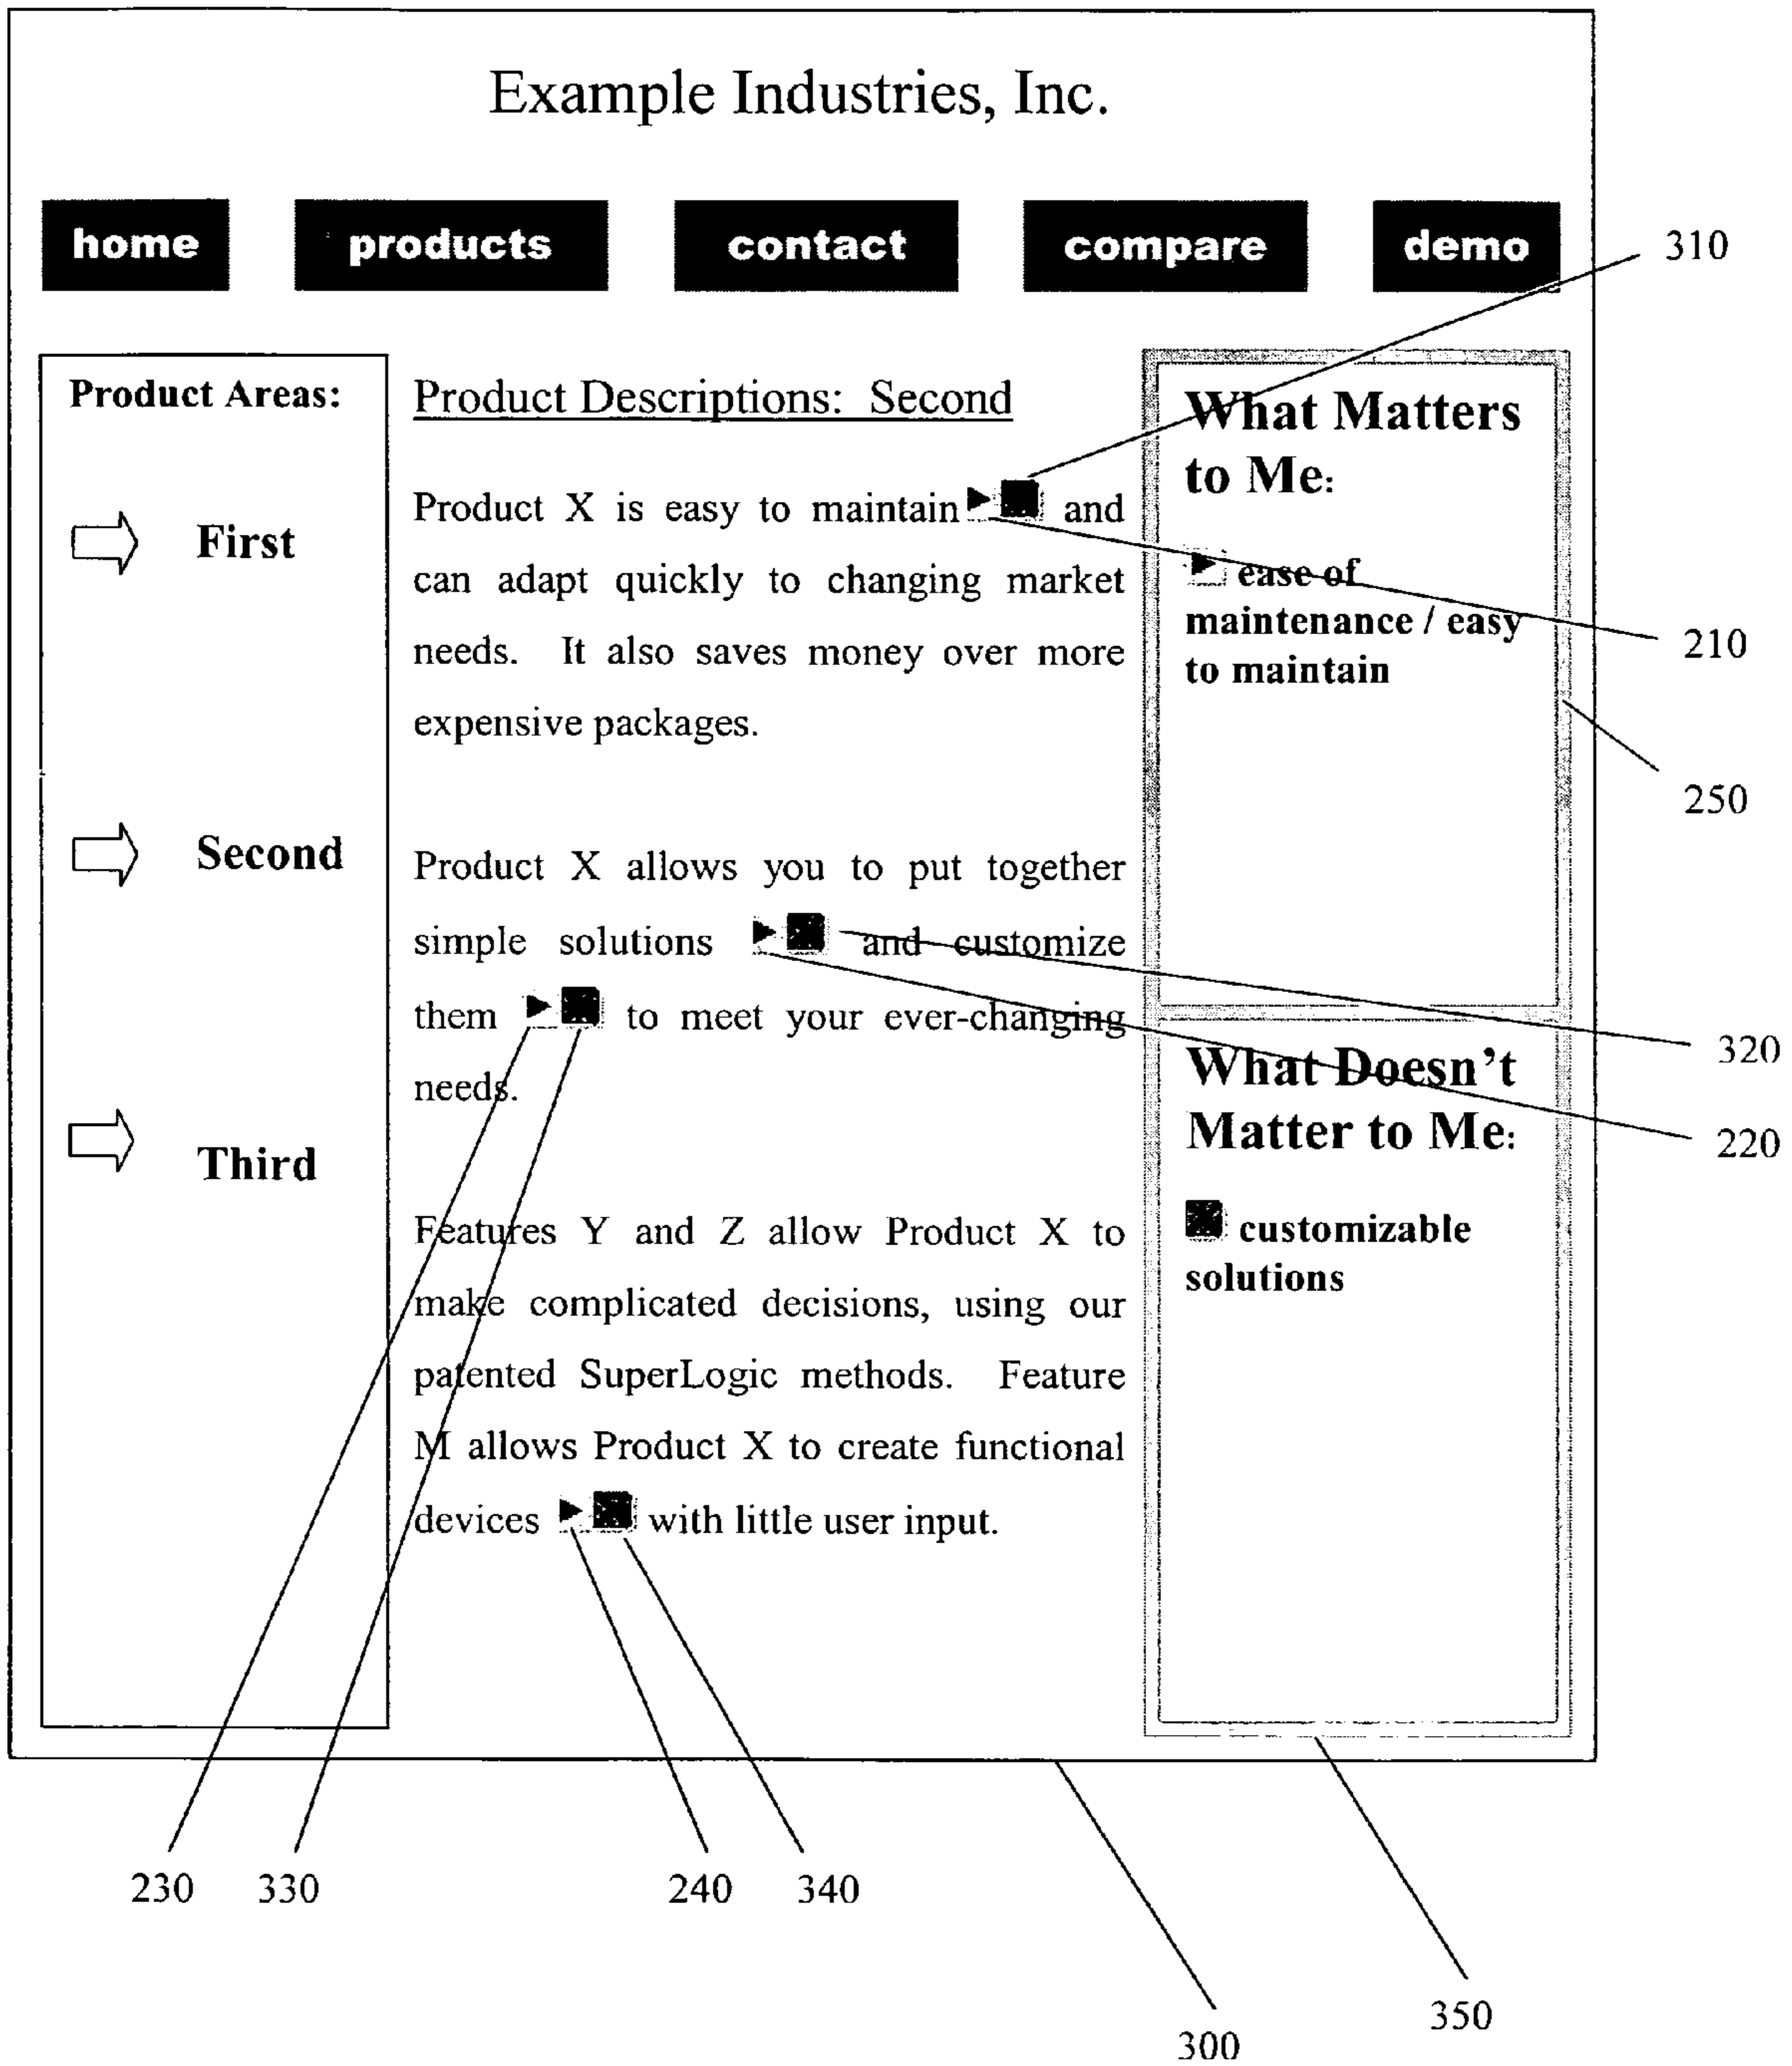 Example Industries, Inc.
home products contact compare demo
310
Product Areas:
First
Second
Third
Product Descriptions: Second
Product X is easy to maintain and
can adapt quickly to changing market
needs. It also saves money over more
expensive packages.
Product X allows you to put together
simple solutions and customize
them to meet your ever-changing
needs.
Features Y and Z allow Product X to
make complicated decisions, using our
patented SuperLogic methods. Feature
M allows Product X to create functional
devices with little user input.
What Matters
to Me:
ease of
maintenance / easy
to maintain
What Doesn't
Matter to Me:
customizable
solutions
210
250
320
220
230 330 240 340
350
300